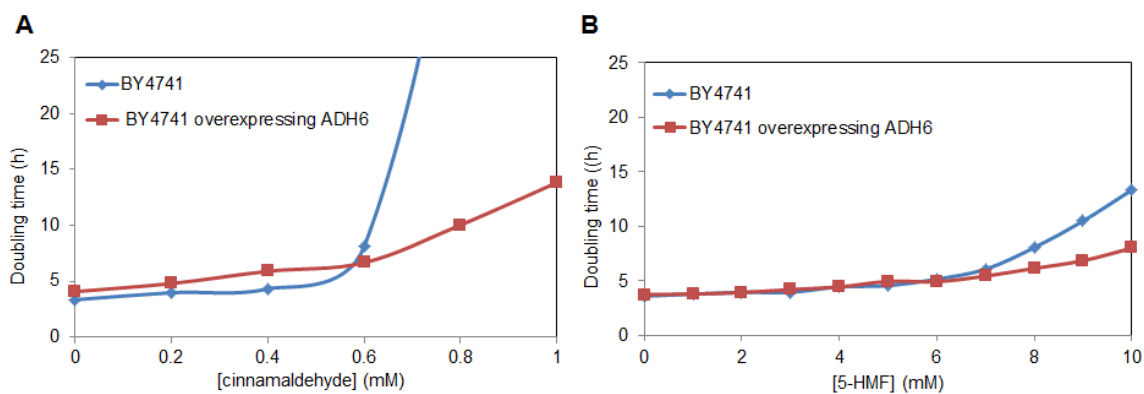 A
25
20
15
10
5
0
Doubling time (h)
BY4741
BY4741 overexpressing ADH6
0 0.2 0.4 0.6 0.8 1
[cinnamaldehyde] (mM)
B
25
20
15
10
5
0
Doubling time ((h)
BY4741
BY4741 overexpressing ADH6
0 2 4 6 8 10
[5-HMF] (mM)